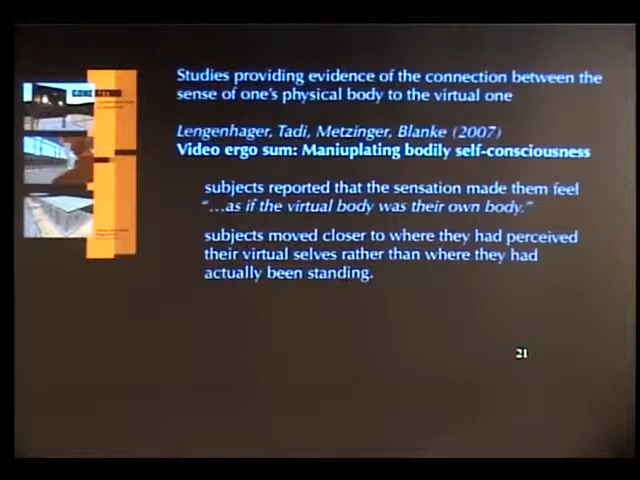 Studies providing evidence of the connection between the
sense of one's physical body to the virtual one
Lengenhager, Tadi, Metzinger, Blanke (2007)
Video ergo sum: Maniuplating bodily self-consciousness
subjects reported that the sensation made them feel
"...as if the virtual body was their own body."
subjects moved closer to where they had perceived
their virtual selves rather than where they had
actually been standing.
21